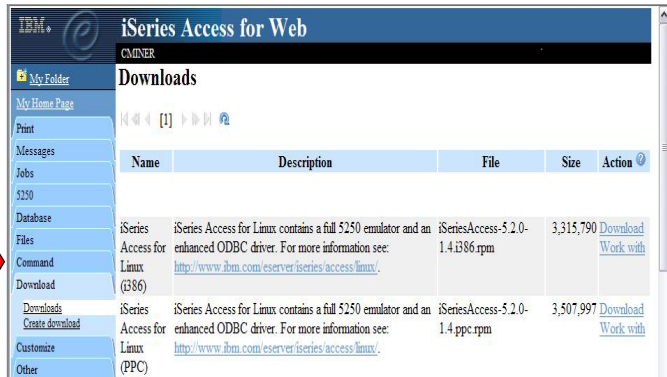 IBM.
iSeries Access for Web
CMINER
My Folder
My Home Page
Print
Messages
Jobs
5250
Database
Files
Command
Download
Downloads
Create download
Customize
Other
Downloads
[1]
Name Description File Size Action ?
iSeries Access for Linux (i386)
iSeries Access for Linux contains a full 5250 emulator and an
enhanced ODBC driver. For more information see:
http://www.ibm.com/eserver/iseries/access/linux/.
iSeriesAccess-5.2.0-
1.4.i386.rpm
3,315,790
Download
Work with
iSeries Access for Linux (PPC)
iSeries Access for Linux contains a full 5250 emulator and an
enhanced ODBC driver. For more information see:
http://www.ibm.com/eserver/iseries/access/linux/.
iSeriesAccess-5.2.0-
1.4.ppc.rpm
3,507,997
Download
Work with